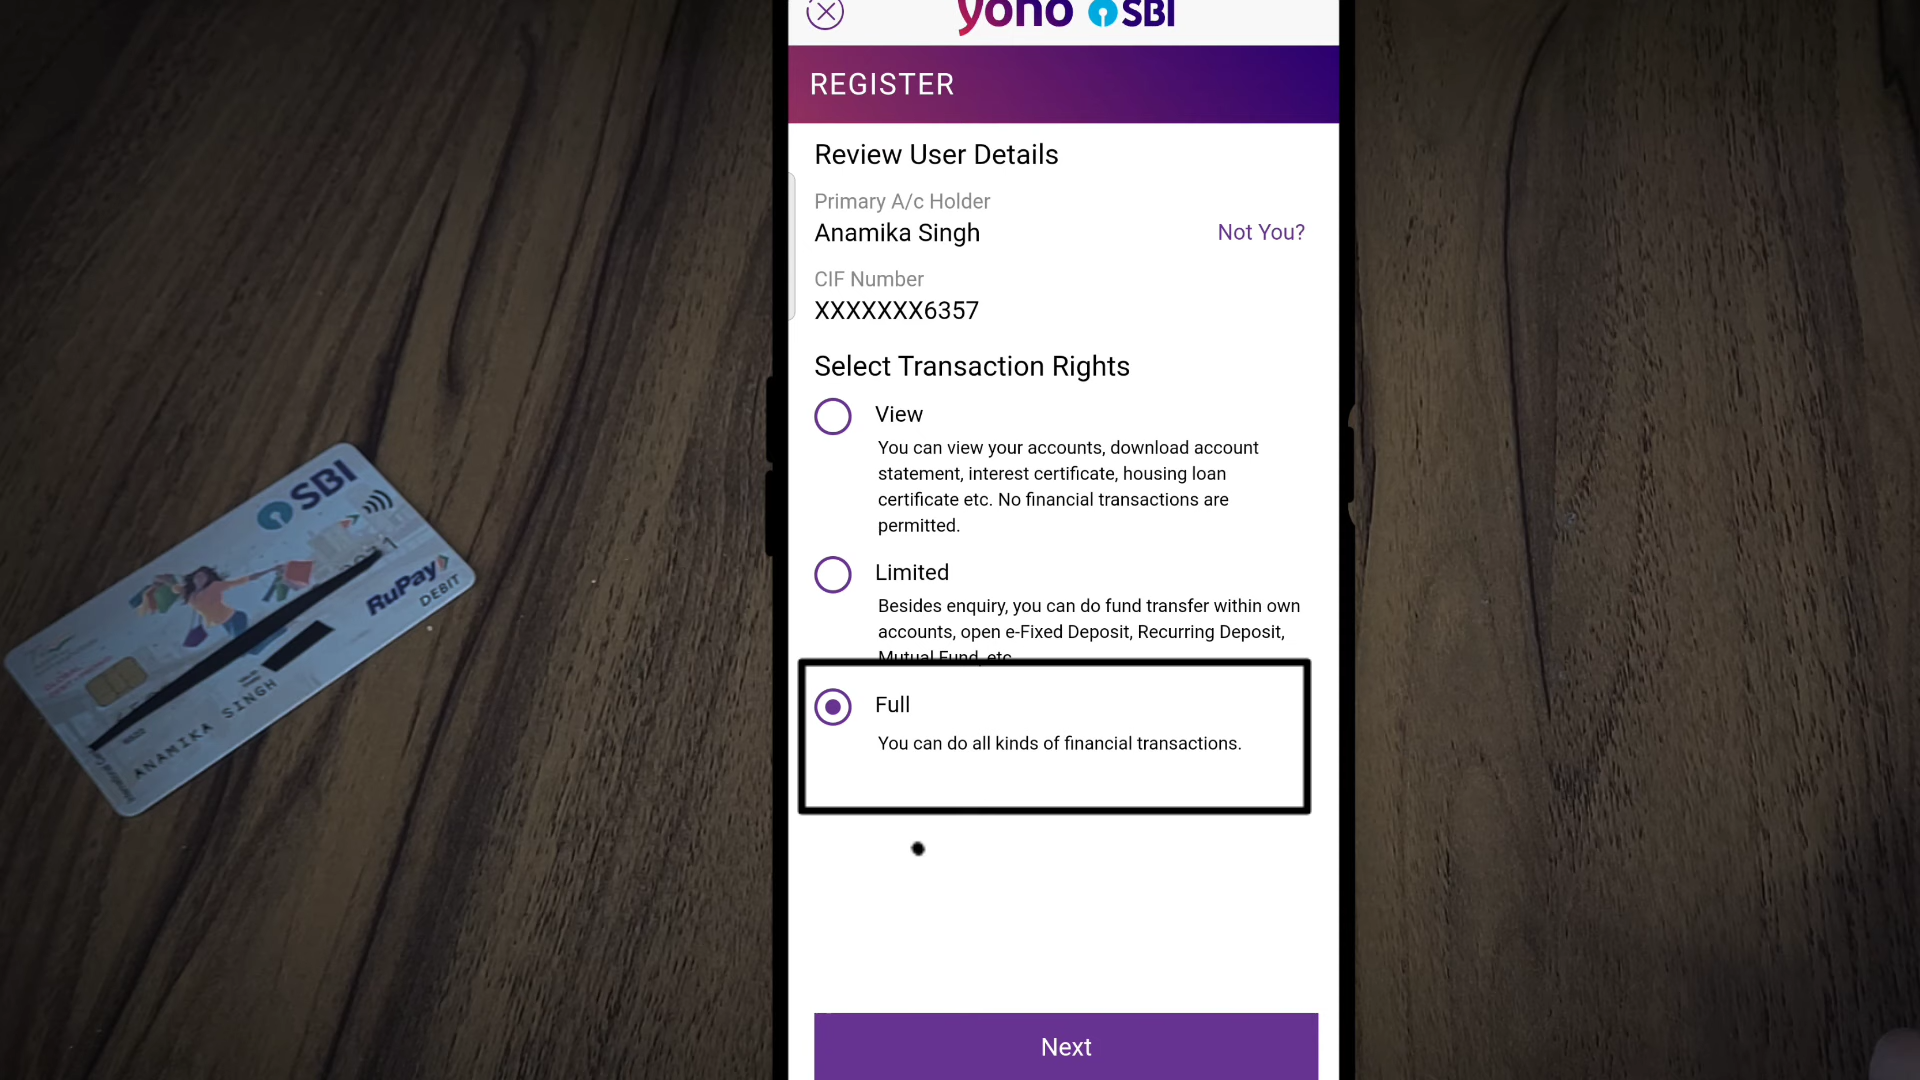 yono SBI
REGISTER
Review User Details
Primary A/c Holder
Anamika Singh
Not You?
CIF Number
XXXXXXX6357
Select Transaction Rights
View
You can view your accounts, download account
statement, interest certificate, housing loan
certificate etc. No financial transactions are
permitted.
Limited
Besides enquiry, you can do fund transfer within own
accounts, open e-Fixed Deposit, Recurring Deposit,
Mutual Fund, etc
Full
You can do all kinds of financial transactions.
Next
SBI
RuPay
DEBIT
ANAMIKA SINGH